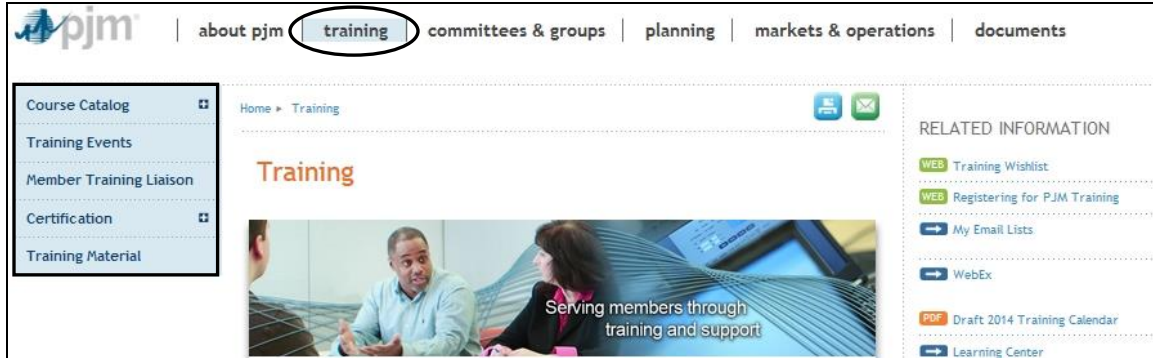 pjm
about pjm | training | committees & groups | planning | markets & operations | documents
Course Catalog
Training Events
Member Training Liaison
Certification
Training Material
Home ▸ Training
Training
Serving members through
training and support
RELATED INFORMATION
WEB Training Wishlist
WEB Registering for PJM Training
My Email Lists
WebEx
PDF Draft 2014 Training Calendar
Learning Center